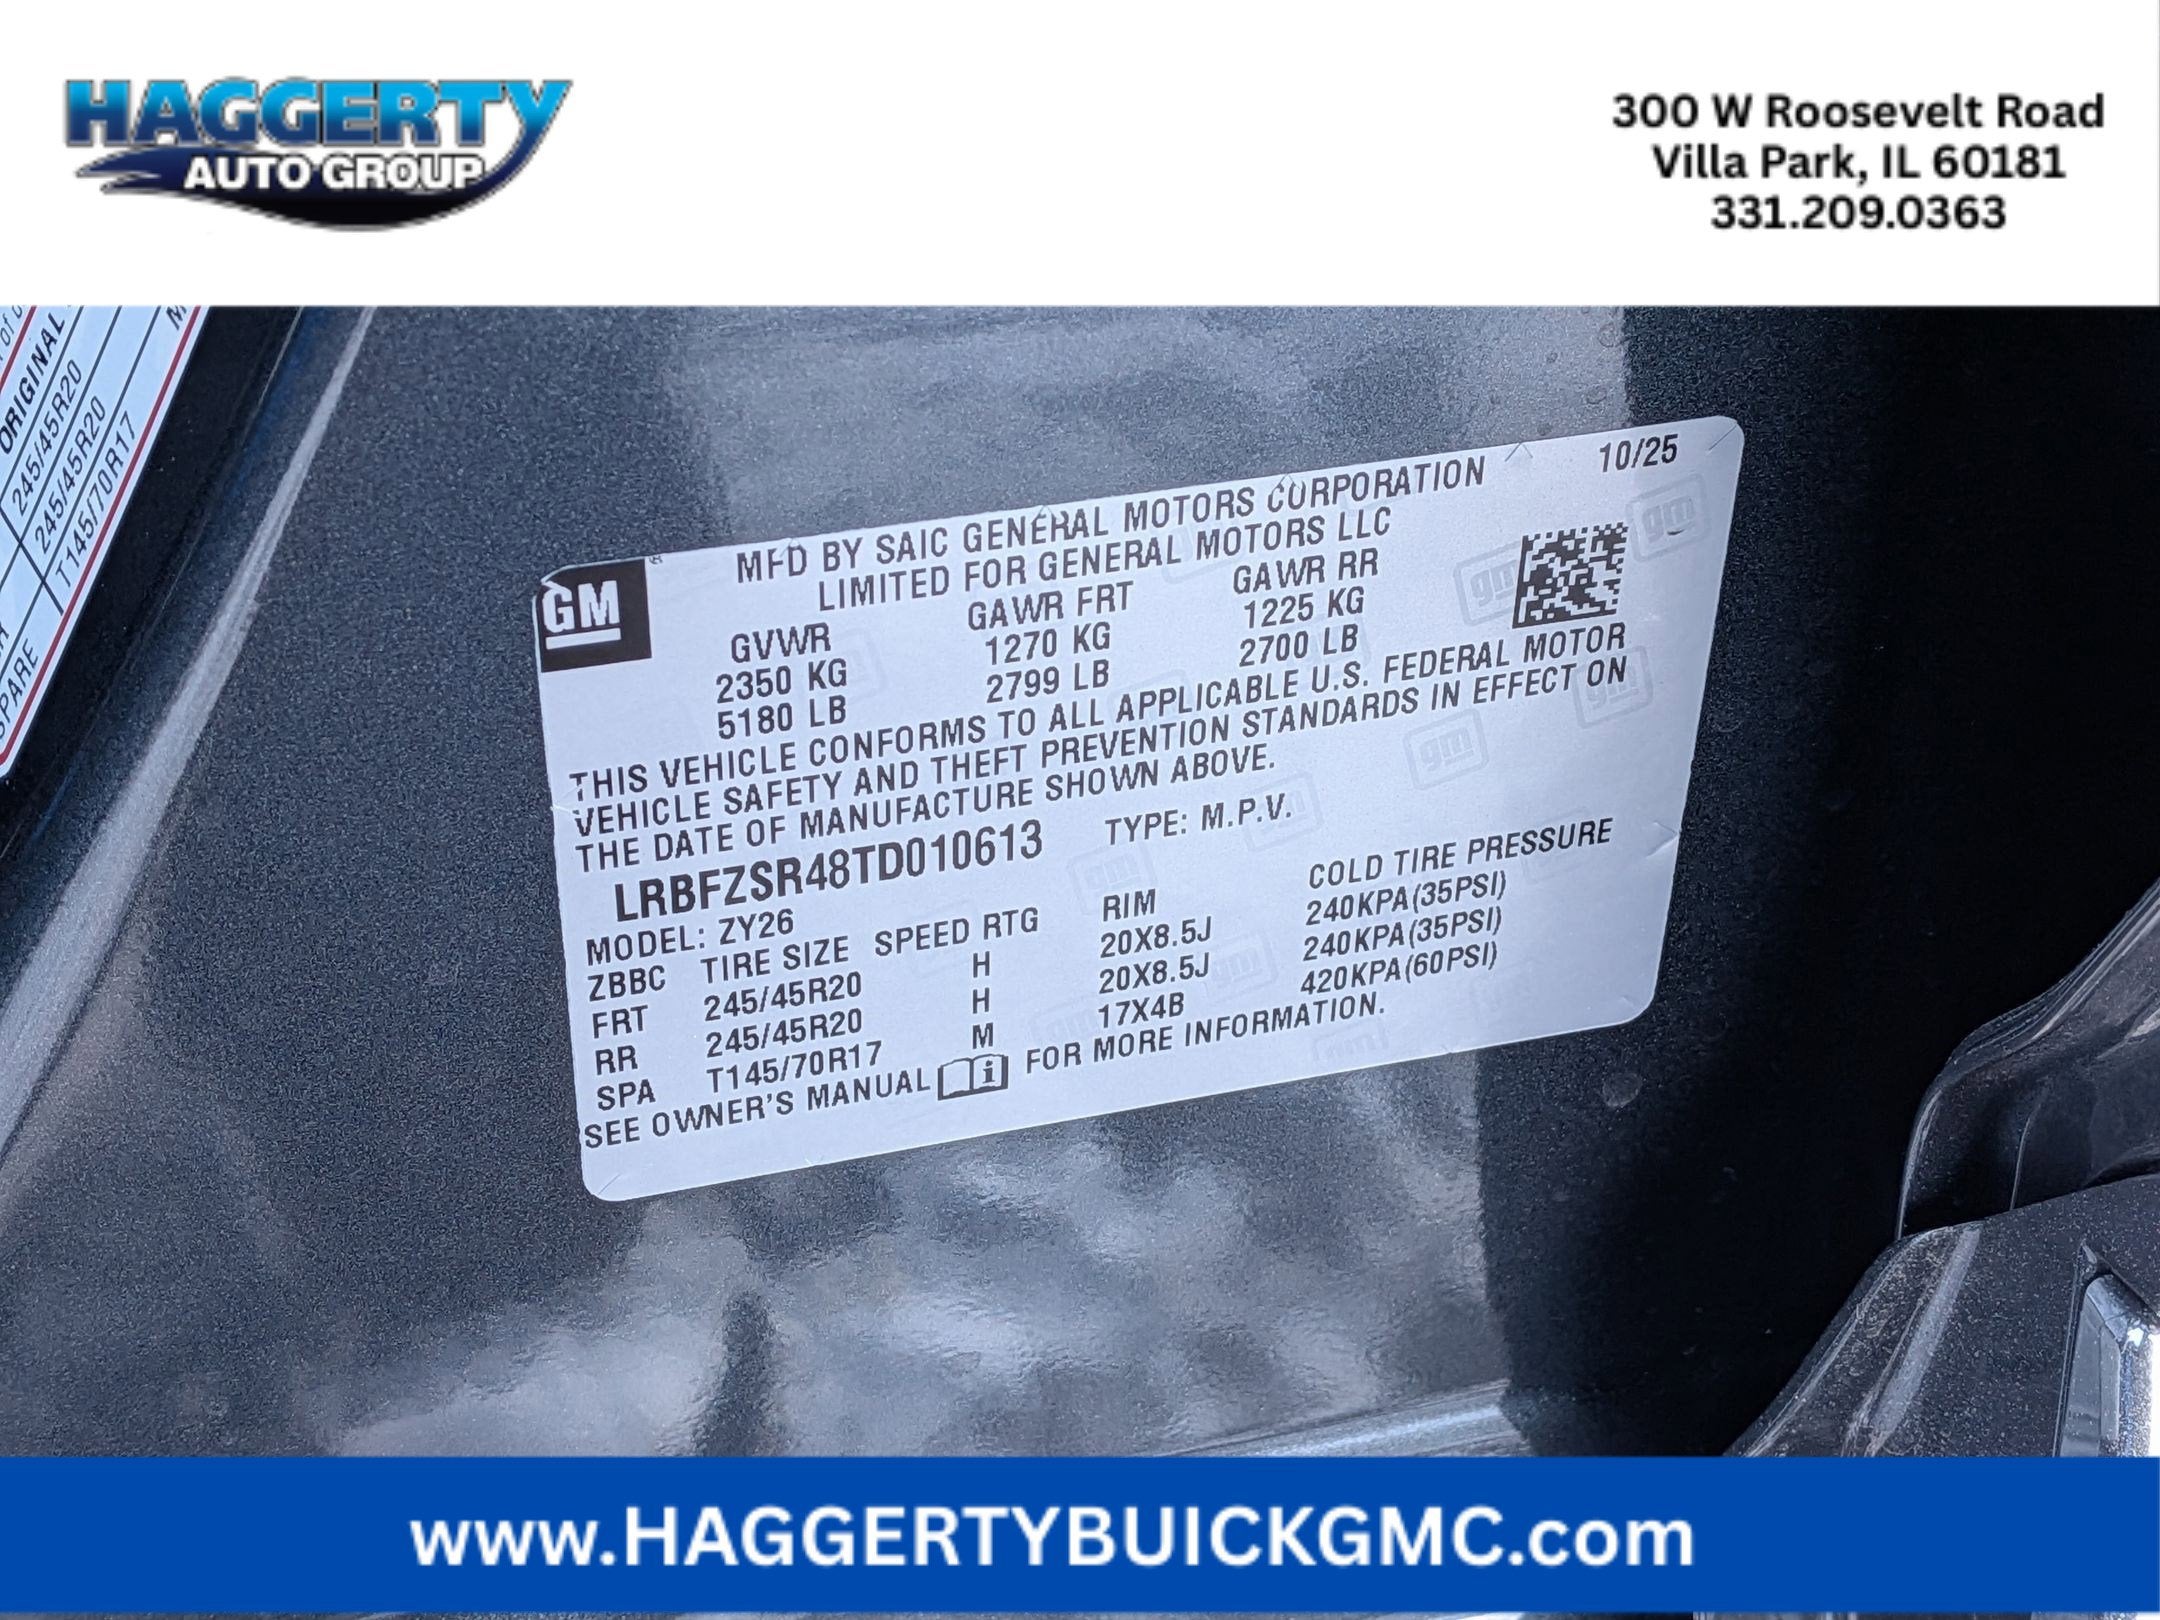 HAGGERTY
AUTO GROUP
300 W Roosevelt Road
Villa Park, IL 60181
331.209.0363
ORIGINAL
245/45R20
245/45R20
T145/70R17
SPARE
10/25
GM
MFD BY SAIC GENERAL MOTORS CORPORATION
LIMITED FOR GENERAL MOTORS LLC
GVWR GAWR FRT GAWR RR
2350 KG 1270 KG 1225 KG
5180 LB 2799 LB 2700 LB
THIS VEHICLE CONFORMS TO ALL APPLICABLE U.S. FEDERAL MOTOR
VEHICLE SAFETY AND THEFT PREVENTION STANDARDS IN EFFECT ON
THE DATE OF MANUFACTURE SHOWN ABOVE.
LRBFZSR48TD010613 TYPE: M.P.V.
MODEL: ZY26
ZBBC TIRE SIZE SPEED RTG RIM COLD TIRE PRESSURE
FRT 245/45R20 H 20X8.5J 240KPA(35PSI)
RR 245/45R20 H 20X8.5J 240KPA(35PSI)
SPA T145/70R17 M 17X4B 420KPA(60PSI)
SEE OWNER'S MANUAL FOR MORE INFORMATION.
www.HAGGERTYBUICKGMC.com